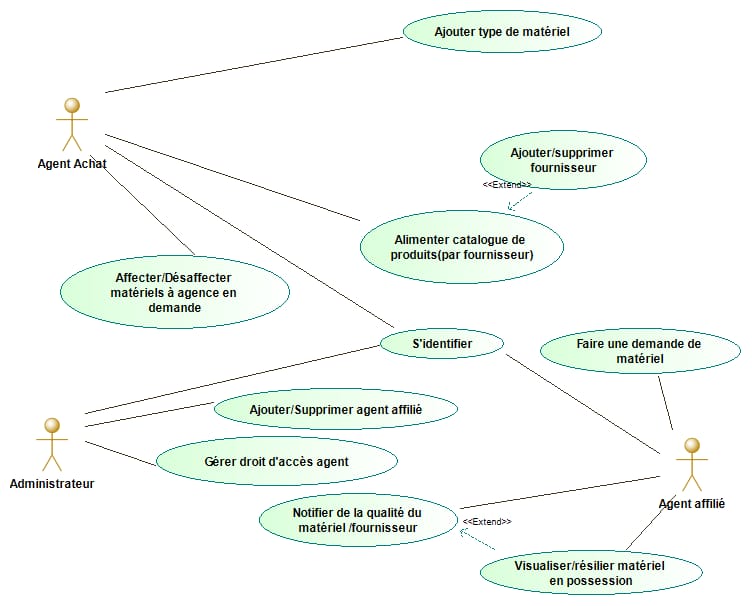 Ajouter type de matériel
Agent Achat
Ajouter/supprimer
fournisseur
<<Extend>>
Alimenter catalogue de
produits(par fournisseur)
Affecter/Désaffecter
matériels à agence en
demande
S'identifier
Faire une demande de
matériel
Ajouter/Supprimer agent affilié
Administrateur
Gérer droit d'accès agent
Agent affilié
Notifier de la qualité du
matériel /fournisseur
<<Extend>>
Visualiser/résilier matériel
en possession